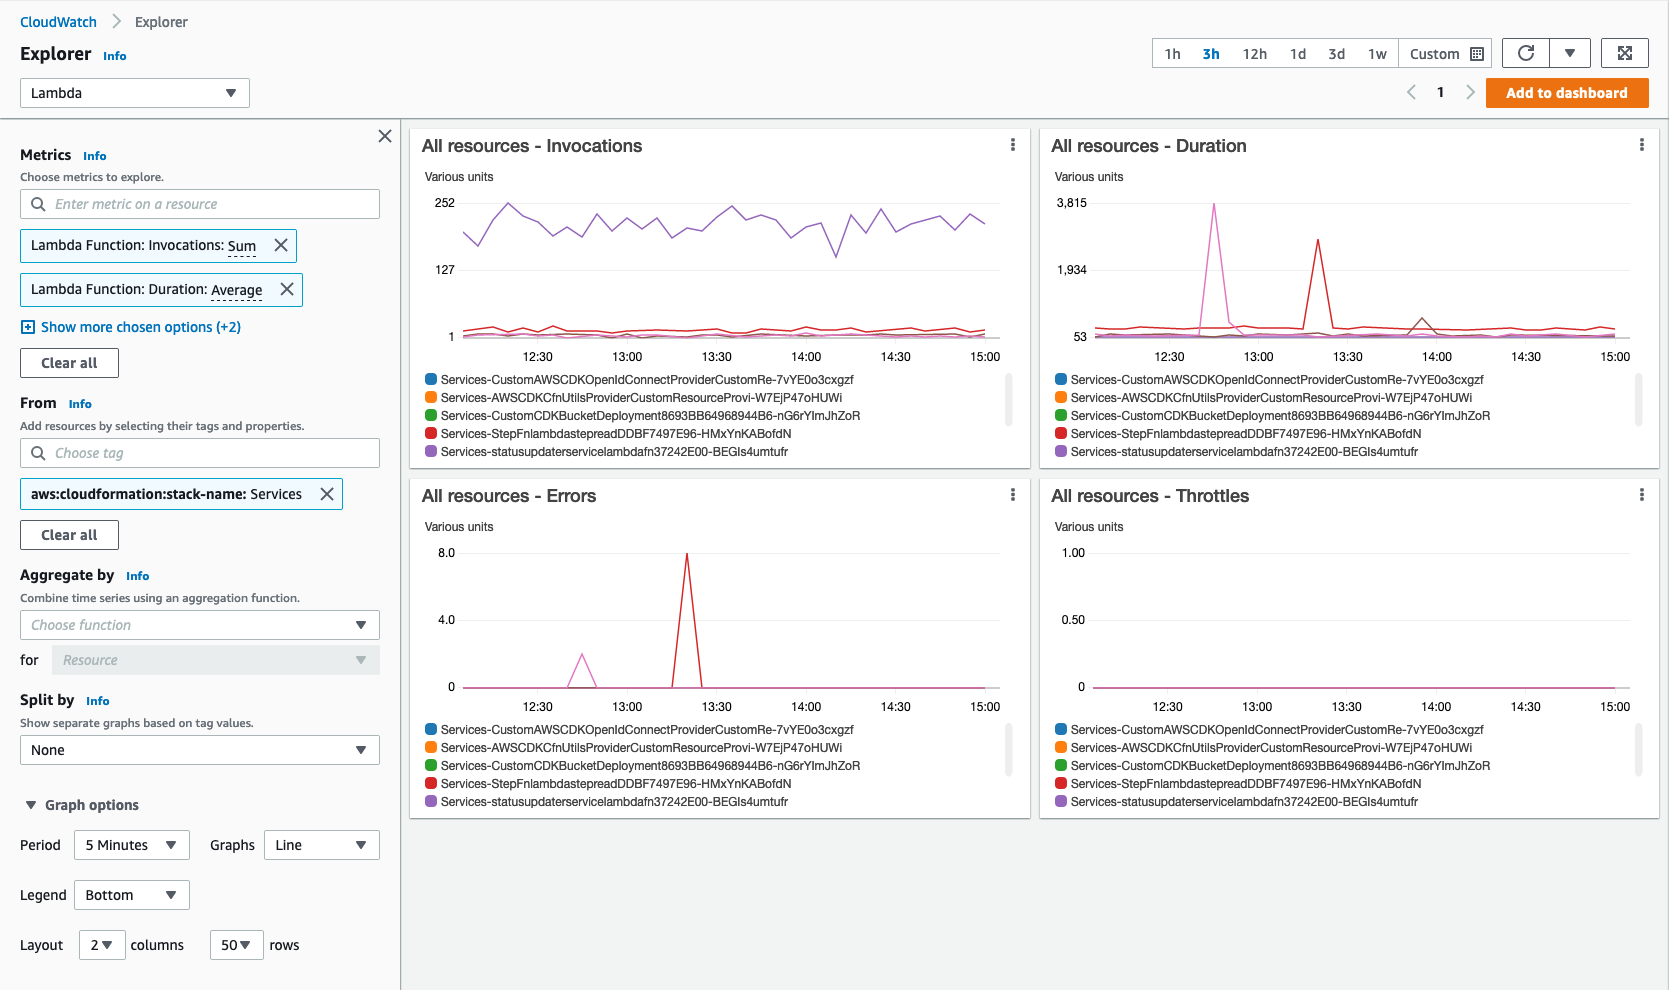 CloudWatch > Explorer
Explorer Info
1h 3h 12h 1d 3d 1w Custom
Lambda
1
Add to dashboard
Metrics Info
Choose metrics to explore.
Enter metric on a resource
Lambda Function: Invocations: Sum
Lambda Function: Duration: Average
Show more chosen options (+2)
Clear all
From Info
Add resources by selecting their tags and properties.
Choose tag
aws:cloudformation:stack-name: Services
Clear all
Aggregate by Info
Combine time series using an aggregation function.
Choose function
for Resource
Split by Info
Show separate graphs based on tag values.
None
Graph options
Period 5 Minutes Graphs Line
Legend Bottom
Layout 2 columns 50 rows
All resources - Invocations
Various units
252
127
1
12:30 13:00 13:30 14:00 14:30 15:00
Services-CustomAWSCDKOpenIdConnectProviderCustomRe-7vYE0o3cxgzf
Services-AWSCDKCfnUtilsProviderCustomResourceProvi-W7EjP47oHUWi
Services-CustomCDKBucketDeployment8693BB64968944B6-nG6rYImJhZoR
Services-StepFnlambdastepreadDDBF7497E96-HMxYnKABofdN
Services-statusupdaterservicelambdafn37242E00-BEGIs4umtufr
All resources - Duration
Various units
3,815
1,934
53
12:30 13:00 13:30 14:00 14:30 15:00
Services-CustomAWSCDKOpenIdConnectProviderCustomRe-7vYE0o3cxgzf
Services-AWSCDKCfnUtilsProviderCustomResourceProvi-W7EjP47oHUWi
Services-CustomCDKBucketDeployment8693BB64968944B6-nG6rYImJhZoR
Services-StepFnlambdastepreadDDBF7497E96-HMxYnKABofdN
Services-statusupdaterservicelambdafn37242E00-BEGIs4umtufr
All resources - Errors
Various units
8.0
4.0
0
12:30 13:00 13:30 14:00 14:30 15:00
Services-CustomAWSCDKOpenIdConnectProviderCustomRe-7vYE0o3cxgzf
Services-AWSCDKCfnUtilsProviderCustomResourceProvi-W7EjP47oHUWi
Services-CustomCDKBucketDeployment8693BB64968944B6-nG6rYImJhZoR
Services-StepFnlambdastepreadDDBF7497E96-HMxYnKABofdN
Services-statusupdaterservicelambdafn37242E00-BEGIs4umtufr
All resources - Throttles
Various units
1.00
0.50
0
12:30 13:00 13:30 14:00 14:30 15:00
Services-CustomAWSCDKOpenIdConnectProviderCustomRe-7vYE0o3cxgzf
Services-AWSCDKCfnUtilsProviderCustomResourceProvi-W7EjP47oHUWi
Services-CustomCDKBucketDeployment8693BB64968944B6-nG6rYImJhZoR
Services-StepFnlambdastepreadDDBF7497E96-HMxYnKABofdN
Services-statusupdaterservicelambdafn37242E00-BEGIs4umtufr